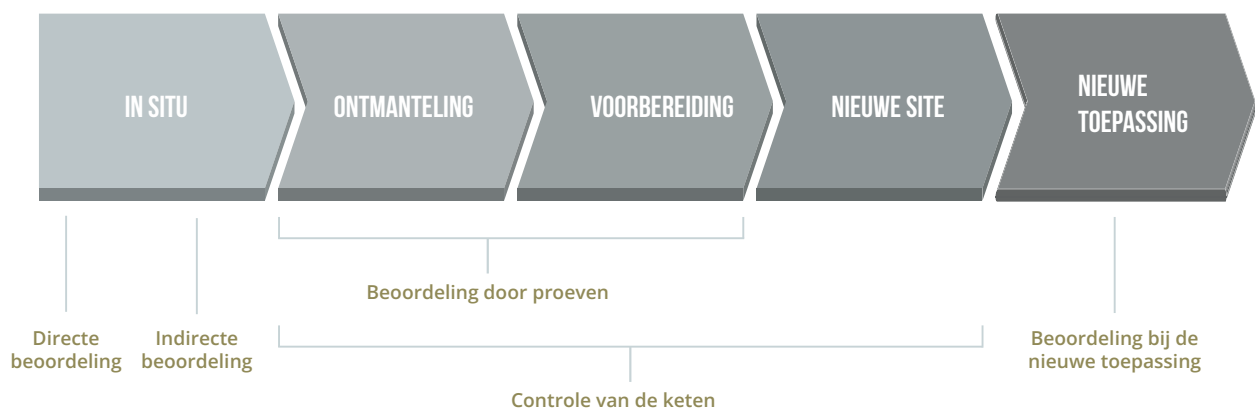 IN SITU
ONTMANTELING
VOORBEREIDING
NIEUWE SITE
NIEUWE
TOEPASSING
Beoordeling door proeven
Directe
beoordeling
Indirecte
beoordeling
Beoordeling bij de
nieuwe toepassing
Controle van de keten